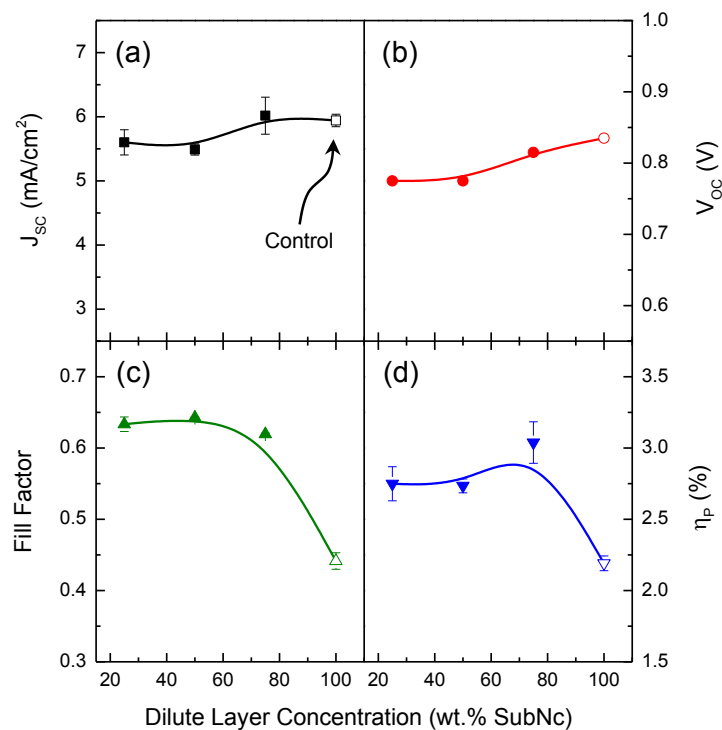 (a)
(b)
7
6
5
4
3
J_SC (mA/cm²)
Control
1.0
0.9
0.8
0.7
0.6
V_OC (V)
(c)
(d)
0.7
0.6
0.5
0.4
0.3
Fill Factor
3.5
3.0
2.5
2.0
1.5
η_P (%)
20 40 60 80 100 20 40 60 80 100
Dilute Layer Concentration (wt.% SubNc)